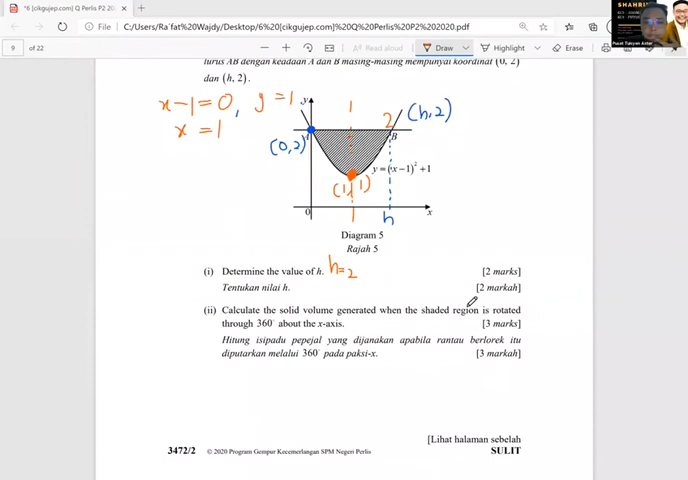 *6 [cikgujep.com] Q Perlis P2 202
File
C:/Users/Ra'fat%20Wajdy/Desktop/6%20[cikgujep.com]%20Q%20Perlis%20P2%202020.pdf
9 of 22
Read aloud
Draw
Highlight
Erase
SHAHRI
Pusat Tuisyen Aster
lurus AB dengan keadaan A dan B masing-masing mempunyai koordinat (0, 2)
dan (h, 2).
x-1=0, y=1
x =1
y
1
2
(h,2)
(0,2)
B
y = (x − 1)² + 1
(1,1)
0
1
h
x
Diagram 5
Rajah 5
(i) Determine the value of h. h=2 [2 marks]
Tentukan nilai h. [2 markah]
(ii) Calculate the solid volume generated when the shaded region is rotated
through 360° about the x-axis. [3 marks]
Hitung isipadu pepejal yang dijanakan apabila rantau berlorek itu
diputarkan melalui 360° pada paksi-x. [3 markah]
[Lihat halaman sebelah
3472/2 © 2020 Program Gempur Kecemerlangan SPM Negeri Perlis SULIT